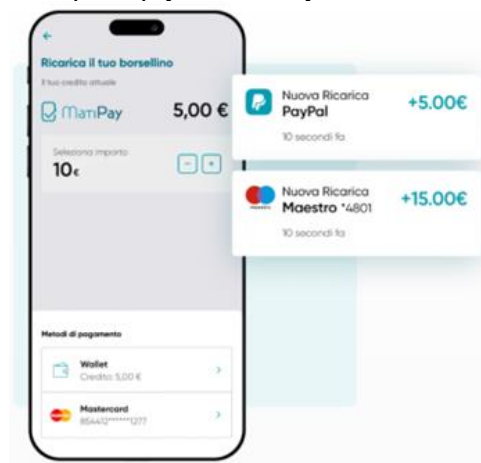 Ricarica il tuo borsellino
Il tuo credito attuale
MamPay
5,00 €
Seleziona importo
10€
Nuova Ricarica
PayPal
+5.00€
10 secondi fa
Nuova Ricarica
Maestro *4801
+15.00€
10 secondi fa
Metodi di pagamento
Wallet
Credito: 5,00 €
Mastercard